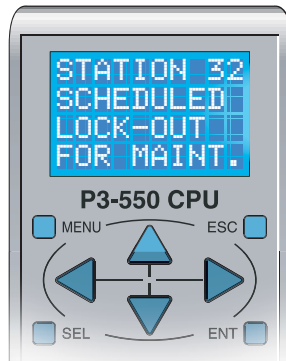 STATION 32
SCHEDULED
LOCK-OUT
FOR MAINT.
P3-550 CPU
MENU ESC
SEL ENT